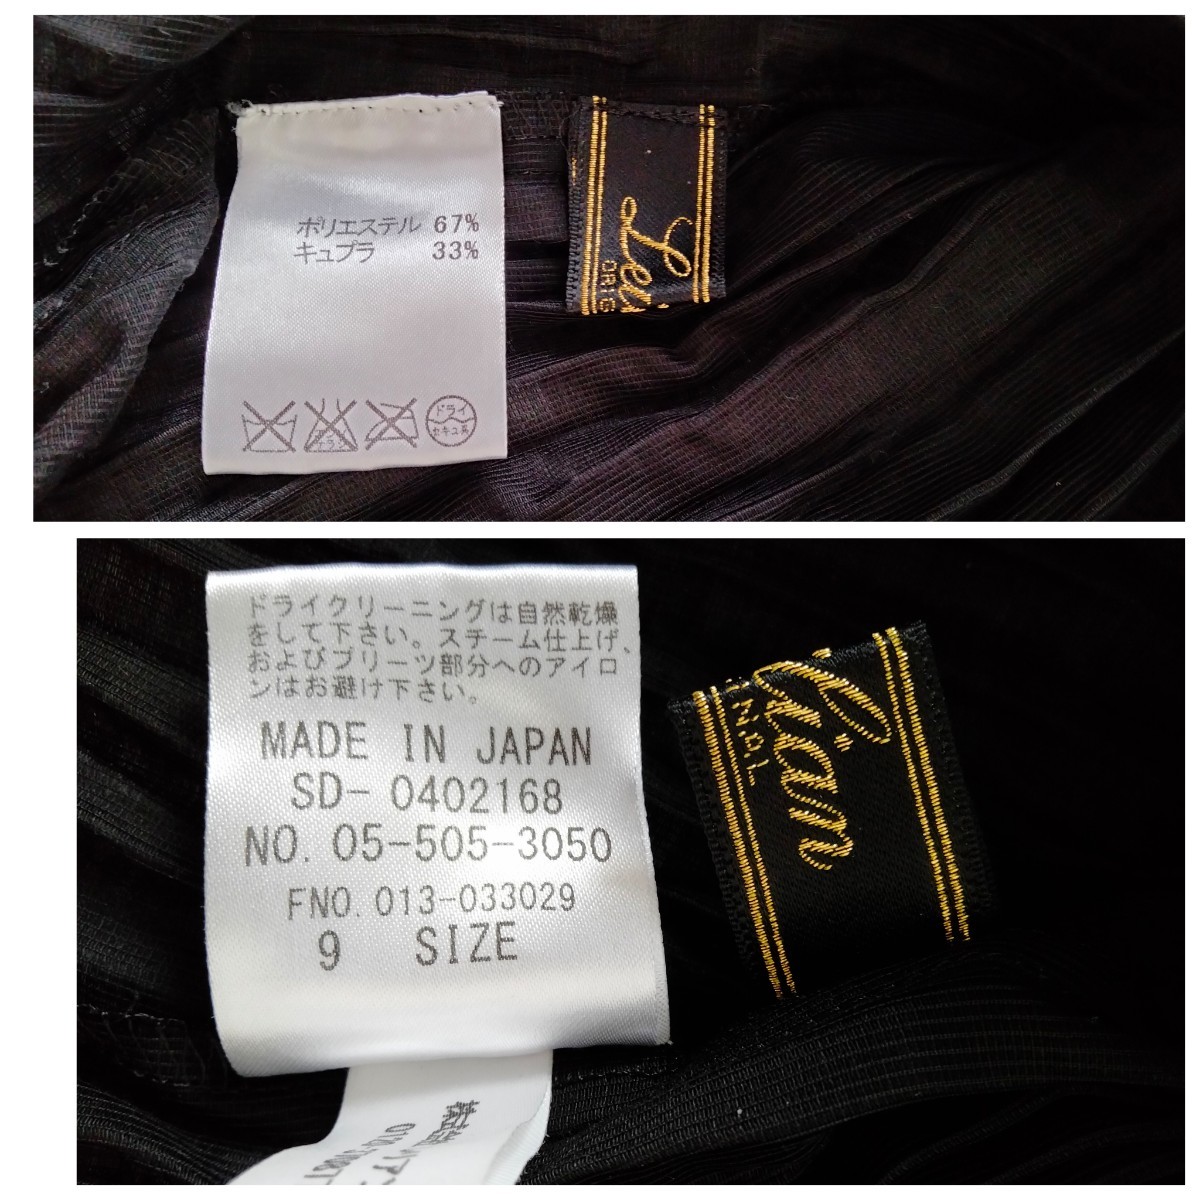 ポリエステル 67%
キュプラ 33%
ドライ
セキユ系
ORIG
ドライクリーニングは自然乾燥
をして下さい。スチーム仕上げ、
およびプリーツ部分へのアイロ
ンはお避け下さい。
MADE IN JAPAN
SD-0402168
NO. 05-505-3050
FNO. 013-033029
9 SIZE
lian